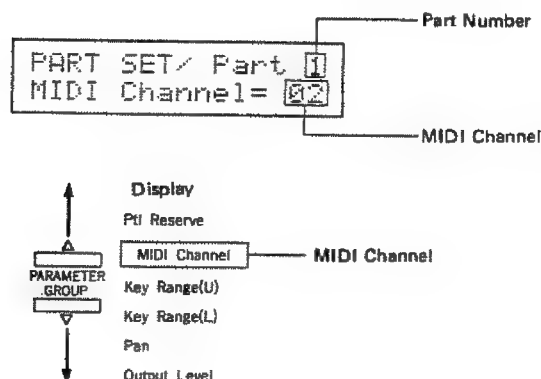 Part Number
PART SET/ Part 1
MIDI Channel= 02
MIDI Channel
Display
Ptl Reserve
MIDI Channel
MIDI Channel
PARAMETER
GROUP
Key Range(U)
Key Range(L)
Pan
Output Level